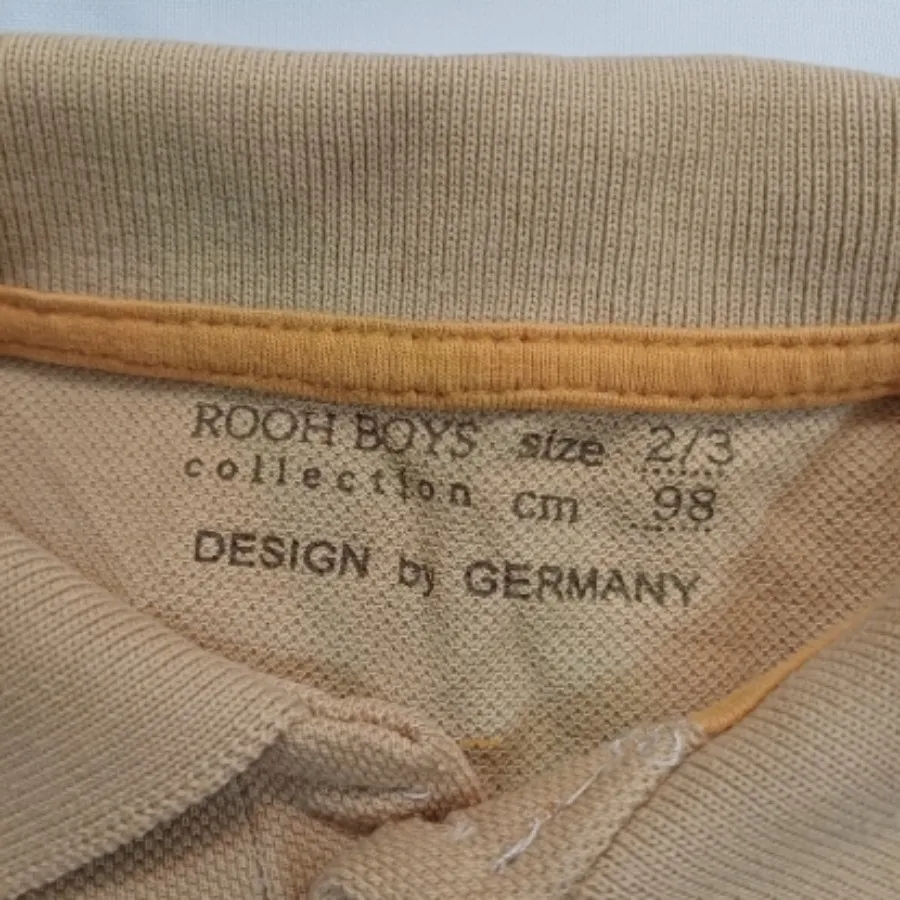 ROOH BOYS size 2/3
collection cm 98
DESIGN by GERMANY